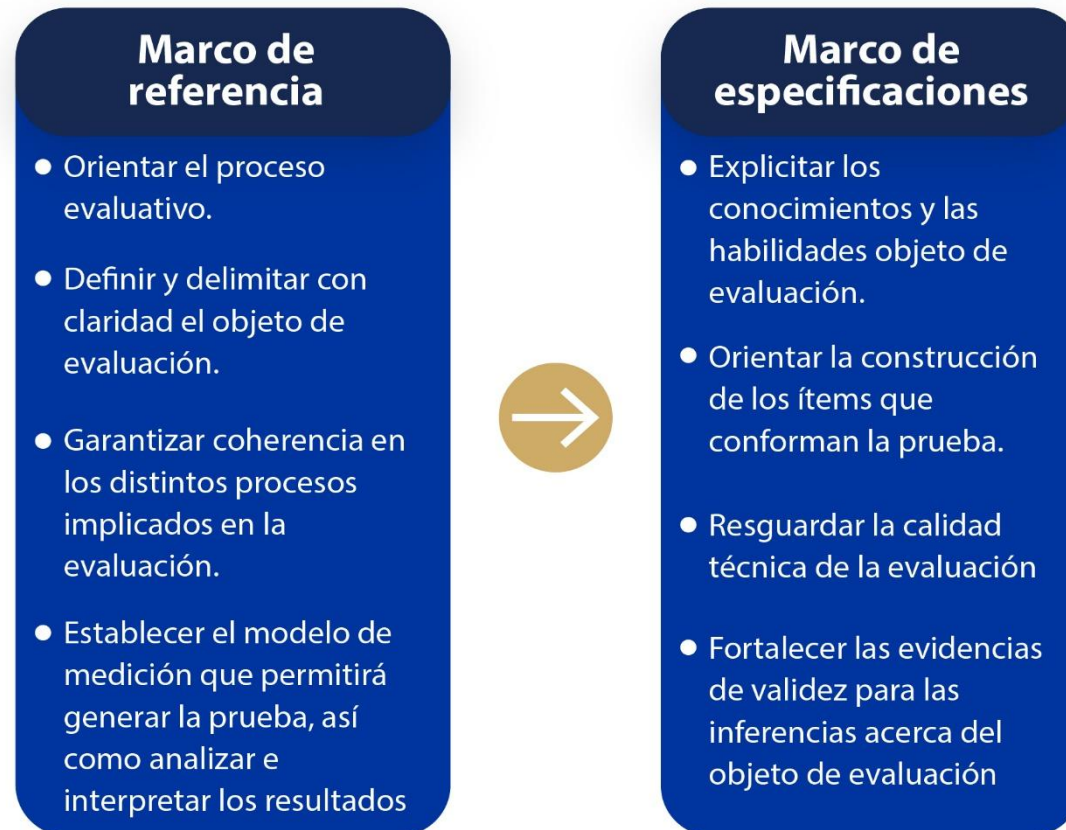 Marco de
referencia
• Orientar el proceso
evaluativo.
• Definir y delimitar con
claridad el objeto de
evaluación.
• Garantizar coherencia en
los distintos procesos
implicados en la
evaluación.
• Establecer el modelo de
medición que permitirá
generar la prueba, así
como analizar e
interpretar los resultados
Marco de
especificaciones
• Explicitar los
conocimientos y las
habilidades objeto de
evaluación.
• Orientar la construcción
de los ítems que
conforman la prueba.
• Resguardar la calidad
técnica de la evaluación
• Fortalecer las evidencias
de validez para las
inferencias acerca del
objeto de evaluación